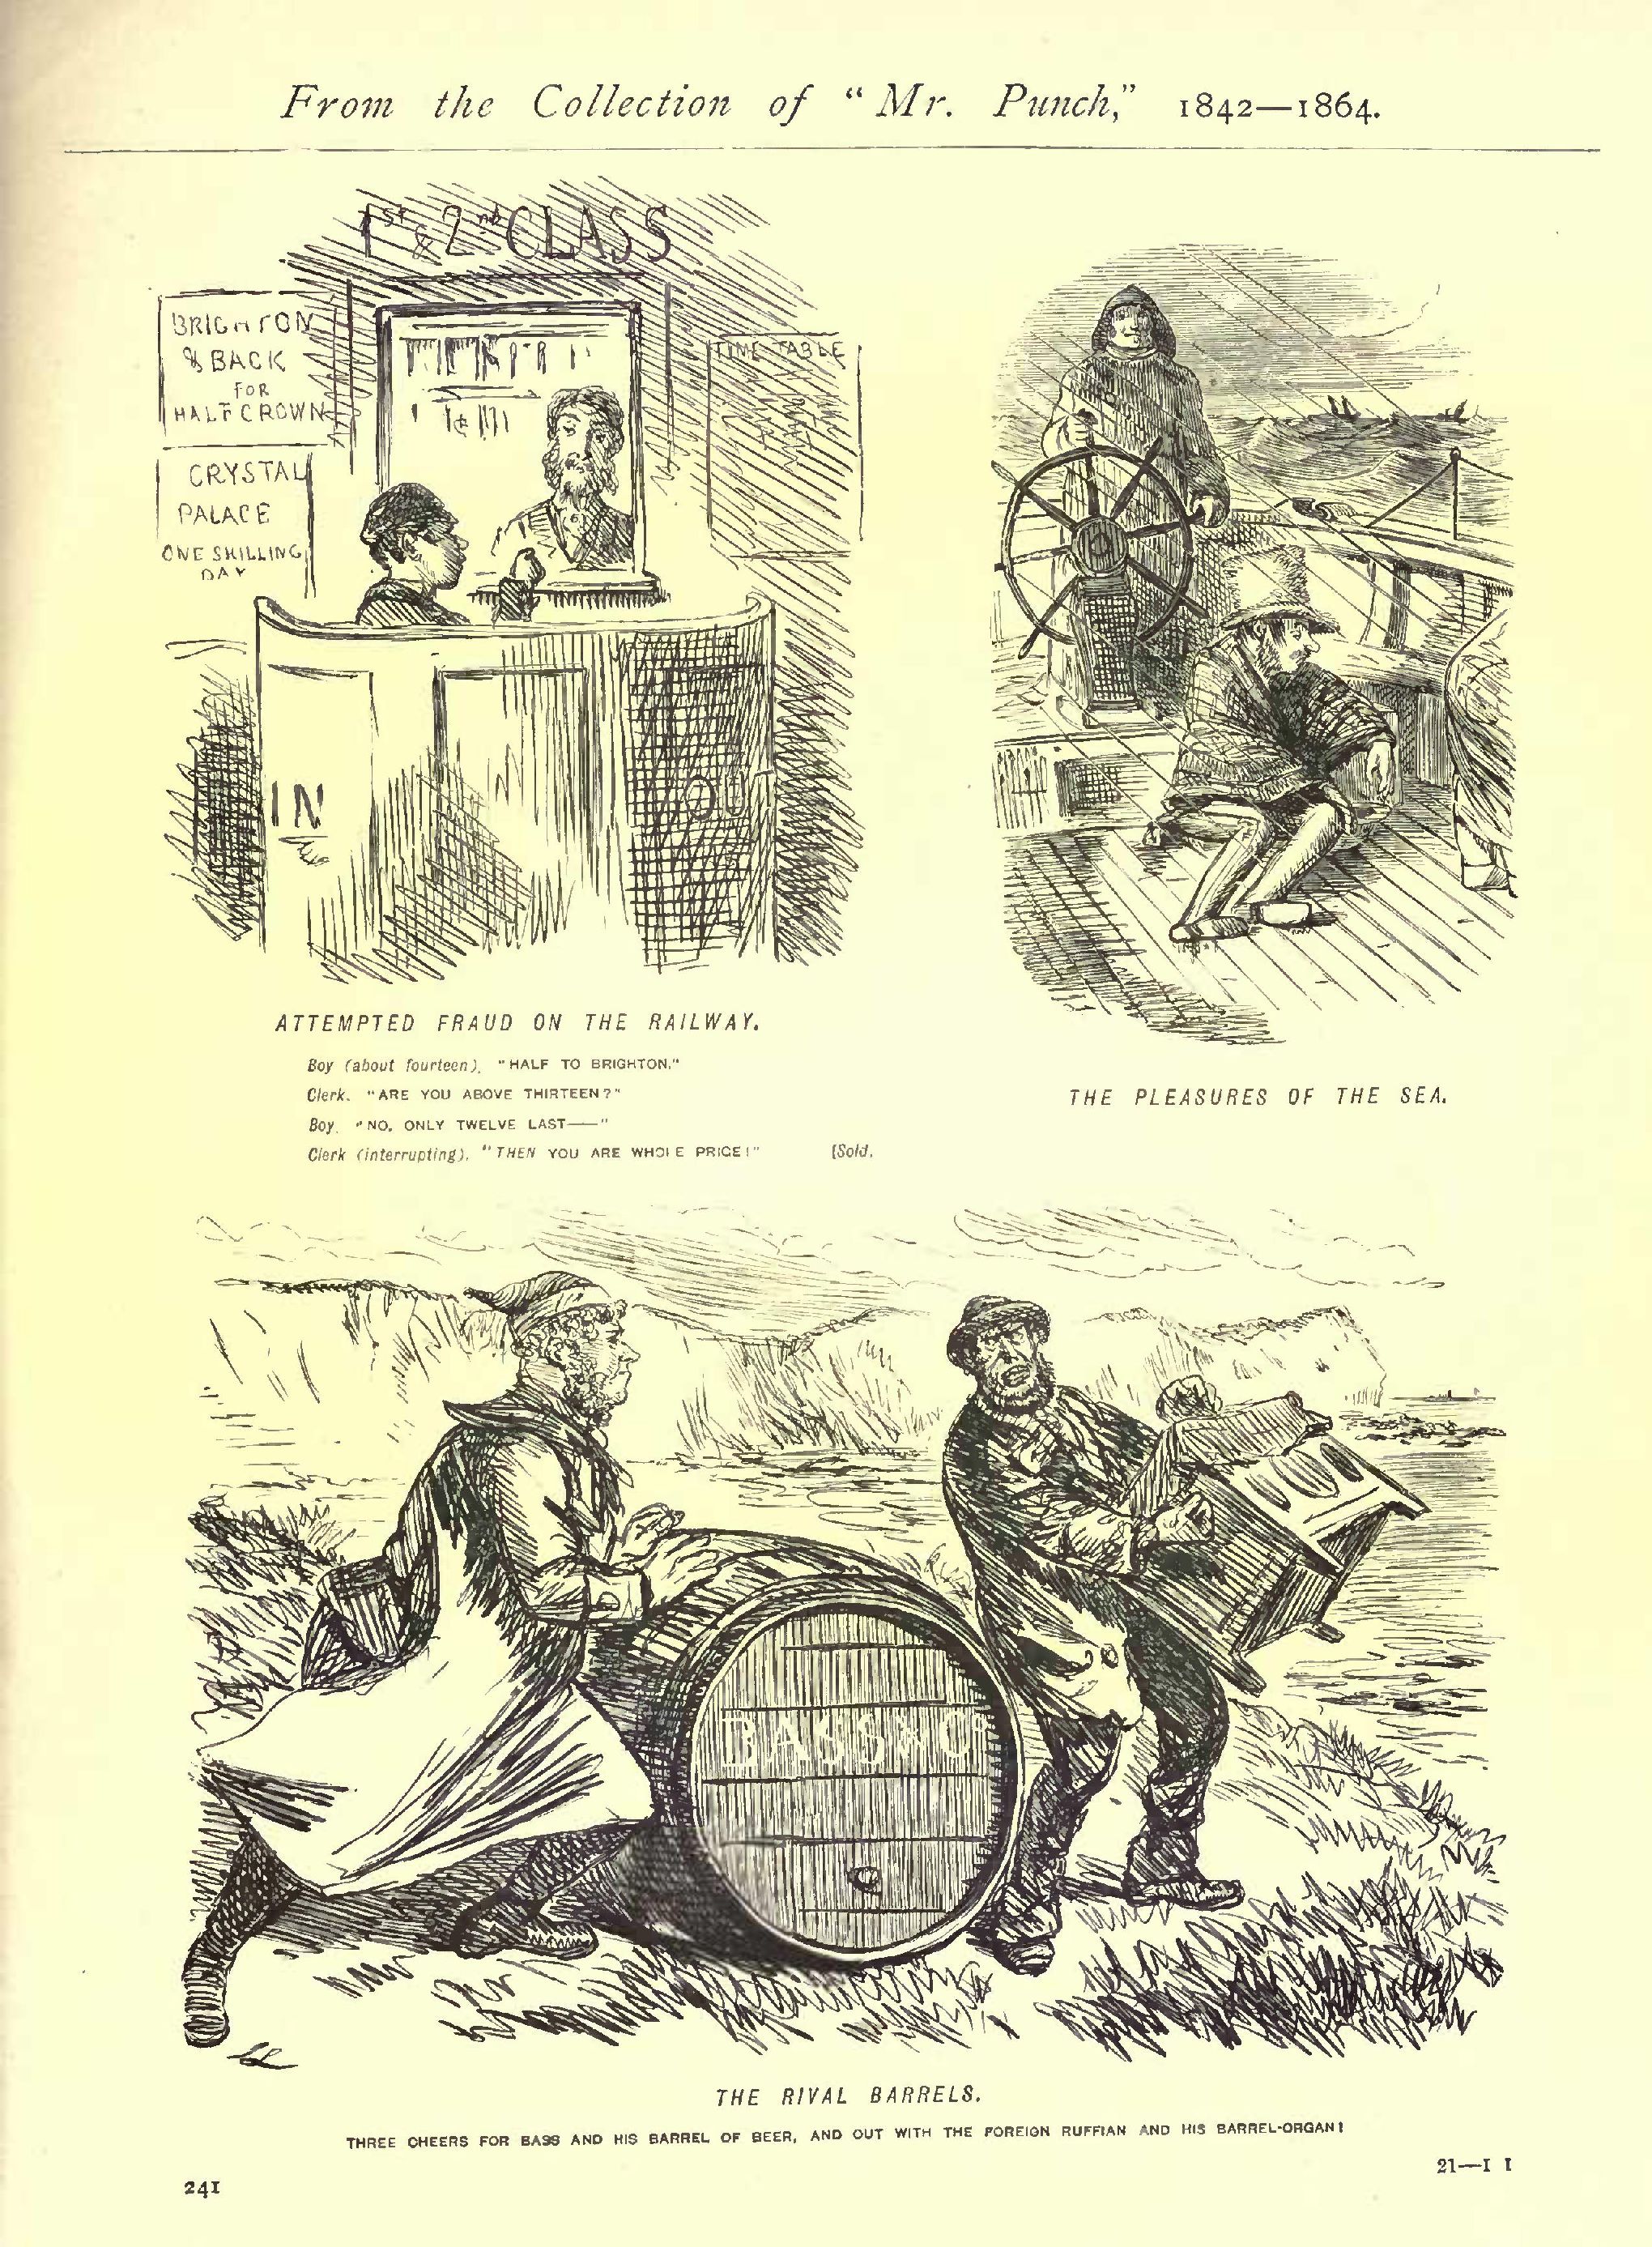 From the Collection of "Mr. Punch," 1842—1864.
1st & 2nd CLASS
BRIGHTON
& BACK
FOR
HALF CROWN
TIME TABLE
CRYSTAL
PALACE
ONE SHILLING
DAY
IN
OUT
ATTEMPTED FRAUD ON THE RAILWAY.
Boy (about fourteen). "HALF TO BRIGHTON."
Clerk. "ARE YOU ABOVE THIRTEEN?"
Boy. "NO, ONLY TWELVE LAST——"
Clerk (interrupting). "THEN YOU ARE WHOLE PRICE!" [Sold.
THE PLEASURES OF THE SEA.
BASS & Co
THE RIVAL BARRELS.
THREE CHEERS FOR BASS AND HIS BARREL OF BEER, AND OUT WITH THE FOREIGN RUFFIAN AND HIS BARREL-ORGAN!
21—I I
241